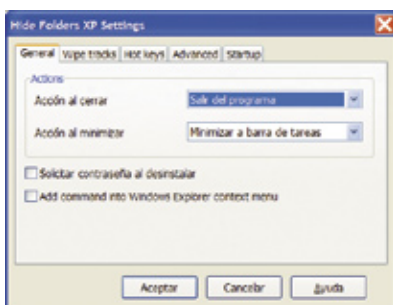 Hide Folders XP Settings
General Wipe tracks Hot keys Advanced Startup
Actions
Acción al cerrar Salir del programa
Acción al minimizar Minimizar a barra de tareas
Solicitar contraseña al desinstalar
Add command into Windows Explorer context menu
Aceptar Cancelar Ayuda